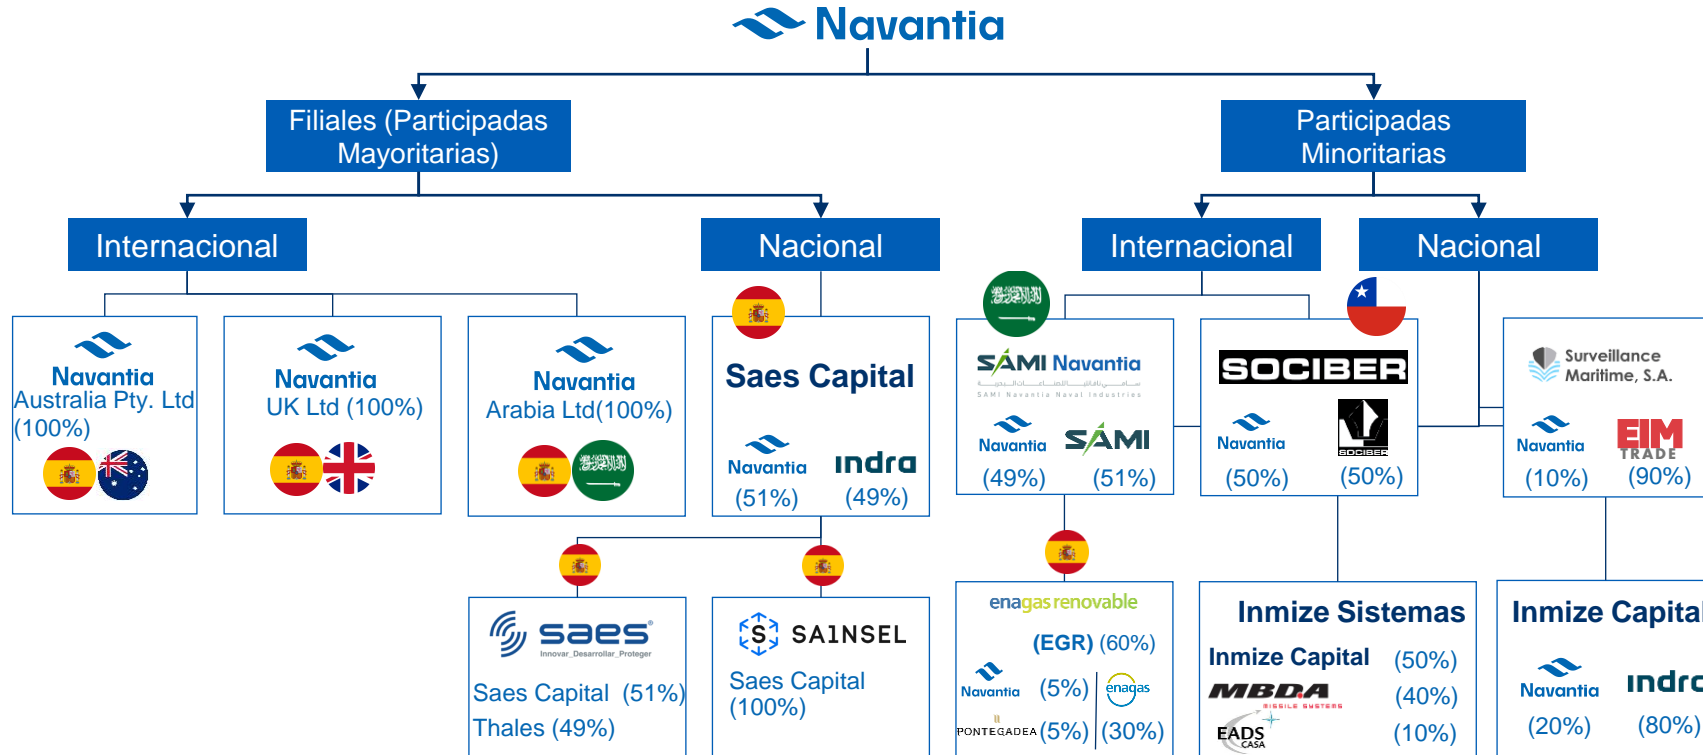 Navantia
Filiales (Participadas
Mayoritarias)
Participadas
Minoritarias
Internacional
Nacional
Internacional
Nacional
Navantia
Australia Pty. Ltd
(100%)
Navantia
UK Ltd (100%)
Navantia
Arabia Ltd(100%)
Saes Capital
Navantia
(51%)
indra
(49%)
SAMI Navantia
SAMI Navantia Naval Industries
Navantia
(49%)
SAMI
(51%)
SOCIBER
Navantia
(50%)
SOCIBER
(50%)
Surveillance
Maritime, S.A.
Navantia
(10%)
EIM
TRADE
(90%)
saes®
Innovar_Desarrollar_Proteger
Saes Capital (51%)
Thales (49%)
S SAINSEL
Saes Capital
(100%)
enagas renovable
(EGR) (60%)
Navantia (5%)
enagas
PONTEGADEA (5%)
(30%)
Inmize Sistemas
Inmize Capital (50%)
MBDA
MISSILE SYSTEMS
(40%)
EADS
CASA
(10%)
Inmize Capital
Navantia
(20%)
indra
(80%)